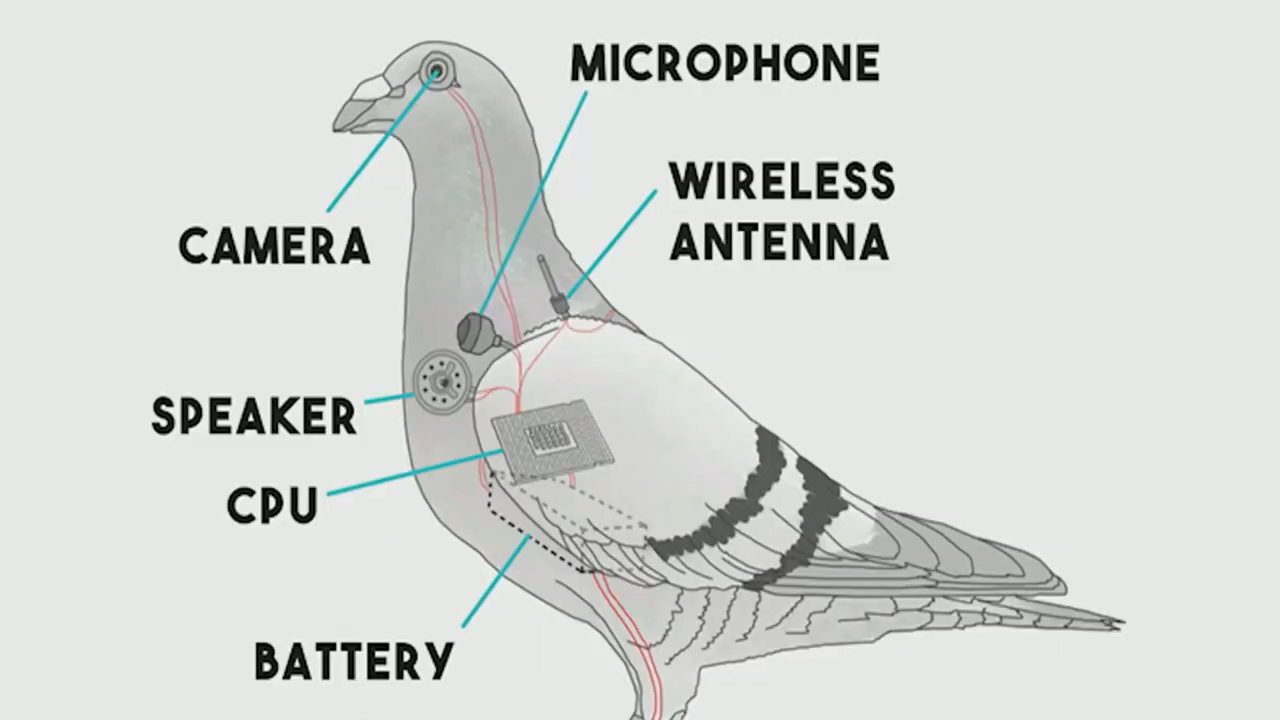 MICROPHONE
WIRELESS
ANTENNA
CAMERA
SPEAKER
CPU
BATTERY